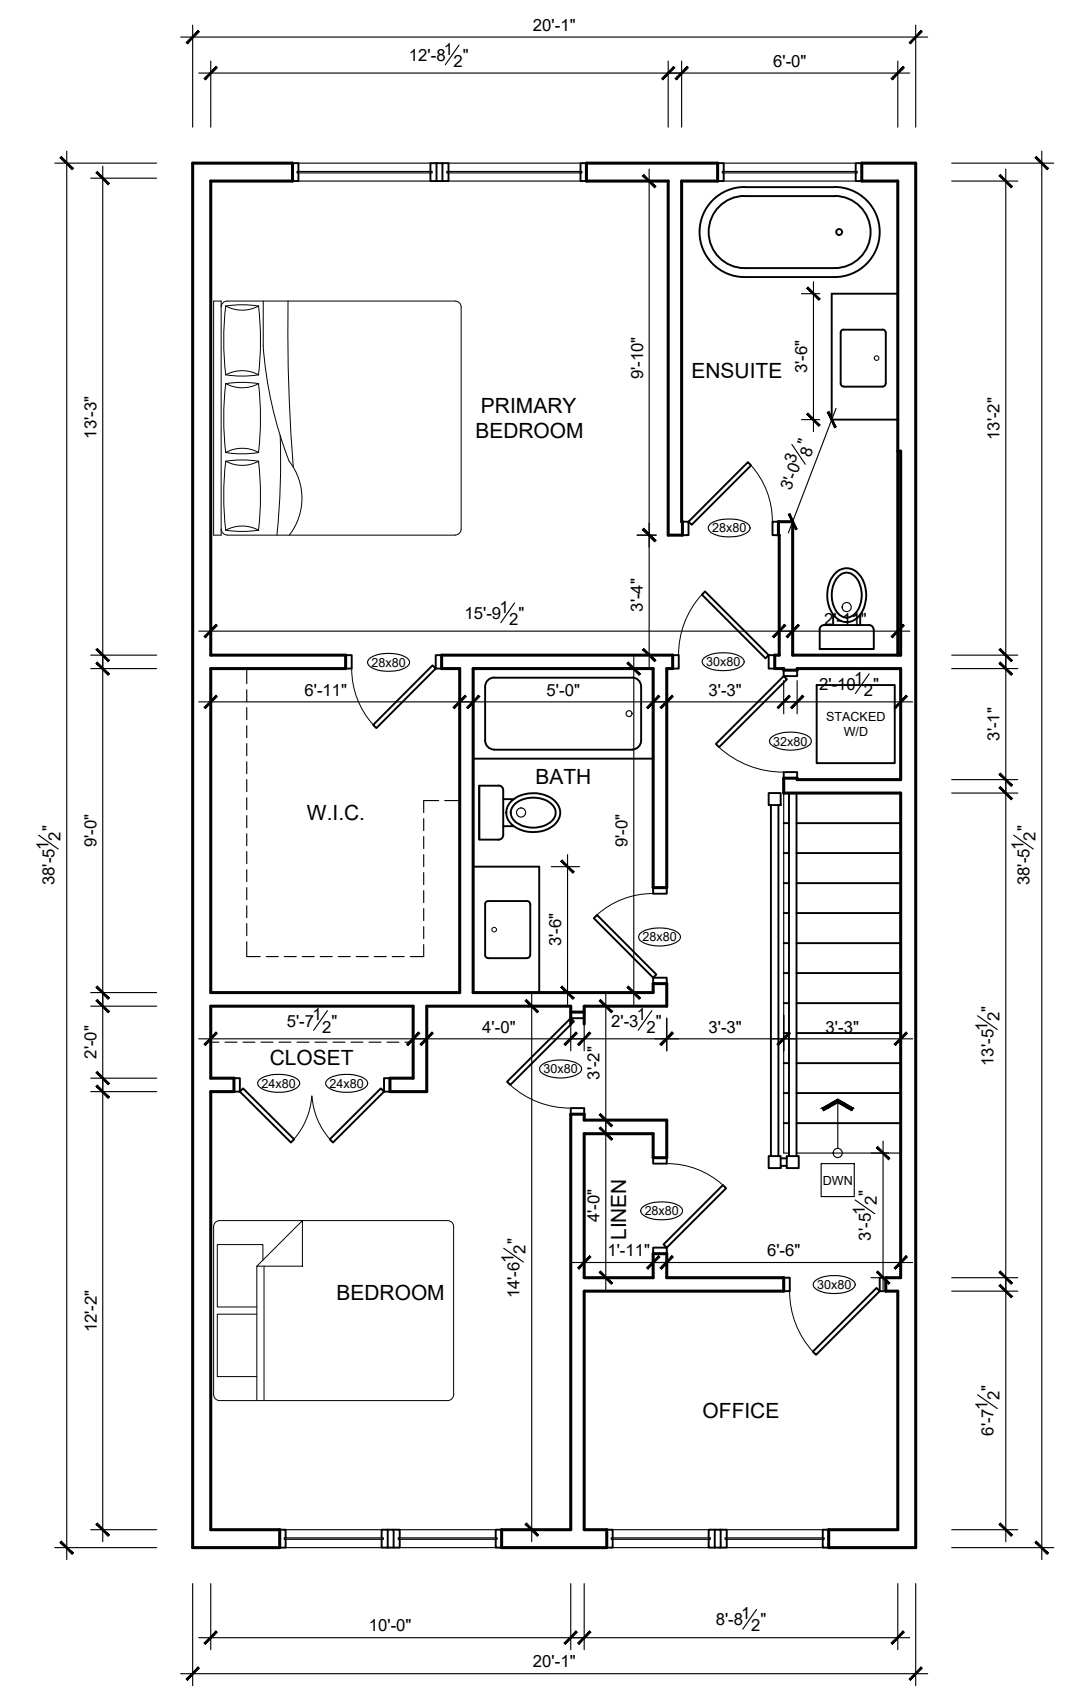 20'-1"
12'-8½"
6'-0"
9'-10"
3'-6"
ENSUITE
PRIMARY
BEDROOM
13'-3"
13'-2"
3'-0⅜"
28x80
3'-4"
15'-9½"
2'-11"
28x80
30x80
6'-11"
5'-0"
3'-3"
2'-10½"
STACKED
W/D
3'-1"
32x80
BATH
W.I.C.
9'-0"
9'-0"
38'-5½"
38'-5½"
3'-6"
28x80
5'-7½"
4'-0"
2'-3½"
3'-3"
3'-3"
2'-0"
13'-5½"
CLOSET
24x80
24x80
30x80
3'-2"
DWN
4'-0"
LINEN
28x80
3'-5½"
1'-11"
6'-6"
14'-6½"
12'-2"
BEDROOM
30x80
OFFICE
6'-7½"
10'-0"
8'-8½"
20'-1"